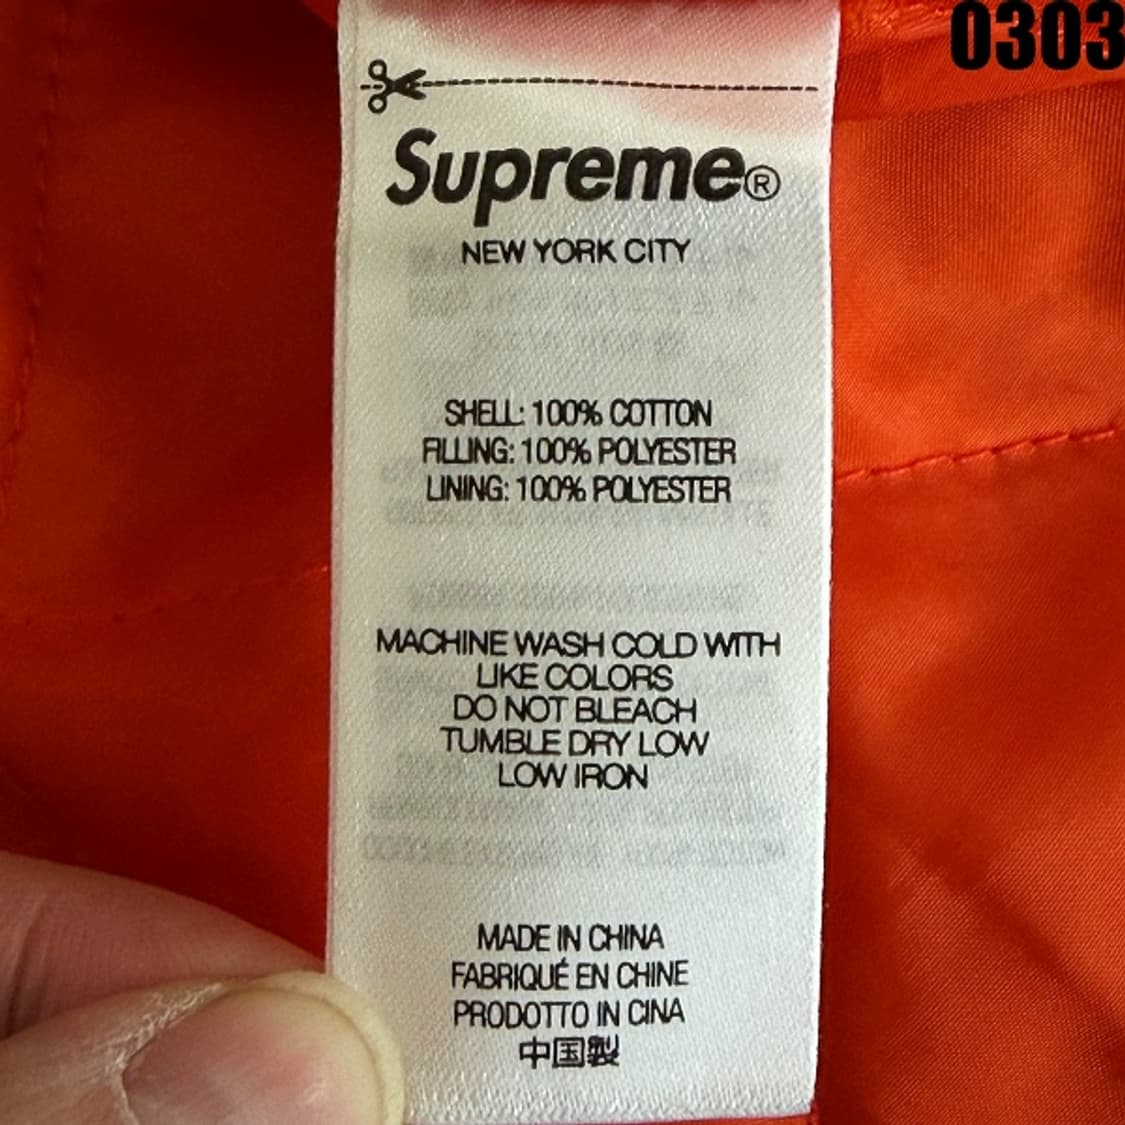 0303
Supreme®
NEW YORK CITY
SHELL: 100% COTTON
FILLING: 100% POLYESTER
LINING: 100% POLYESTER
MACHINE WASH COLD WITH
LIKE COLORS
DO NOT BLEACH
TUMBLE DRY LOW
LOW IRON
MADE IN CHINA
FABRIQUÉ EN CHINE
PRODOTTO IN CINA
中国製